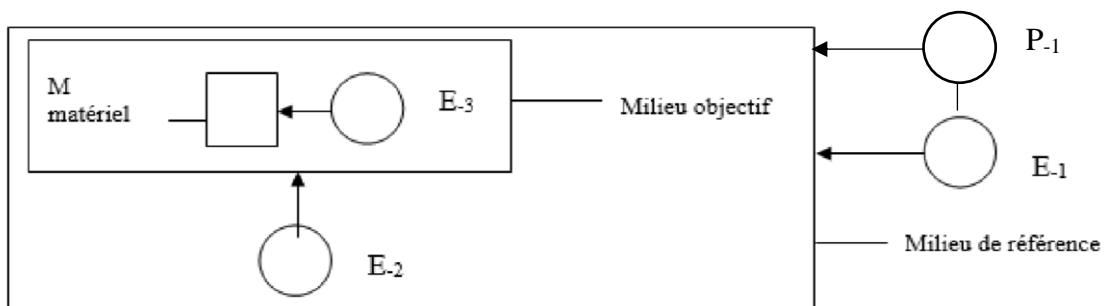 P-1
M
matériel
E-3
Milieu objectif
E-1
Milieu de référence
E-2